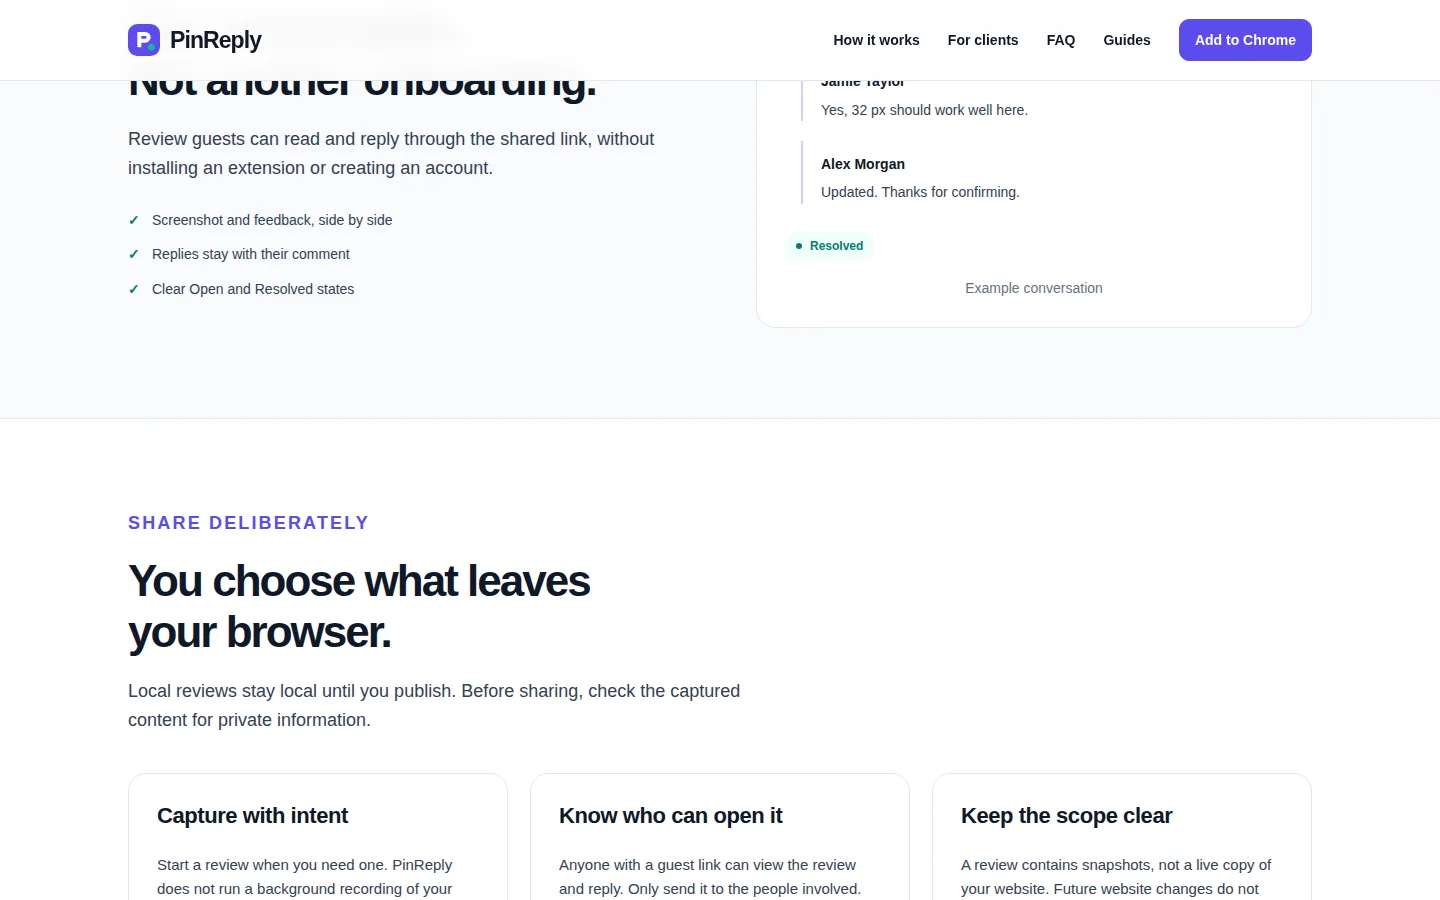 PinReply
How it works
For clients
FAQ
Guides
Add to Chrome
Not another onboarding.
Review guests can read and reply through the shared link, without
installing an extension or creating an account.
✓ Screenshot and feedback, side by side
✓ Replies stay with their comment
✓ Clear Open and Resolved states
Jamie Taylor
Yes, 32 px should work well here.
Alex Morgan
Updated. Thanks for confirming.
Resolved
Example conversation
SHARE DELIBERATELY
You choose what leaves
your browser.
Local reviews stay local until you publish. Before sharing, check the captured
content for private information.
Capture with intent
Start a review when you need one. PinReply
does not run a background recording of your
Know who can open it
Anyone with a guest link can view the review
and reply. Only send it to the people involved.
Keep the scope clear
A review contains snapshots, not a live copy of
your website. Future website changes do not